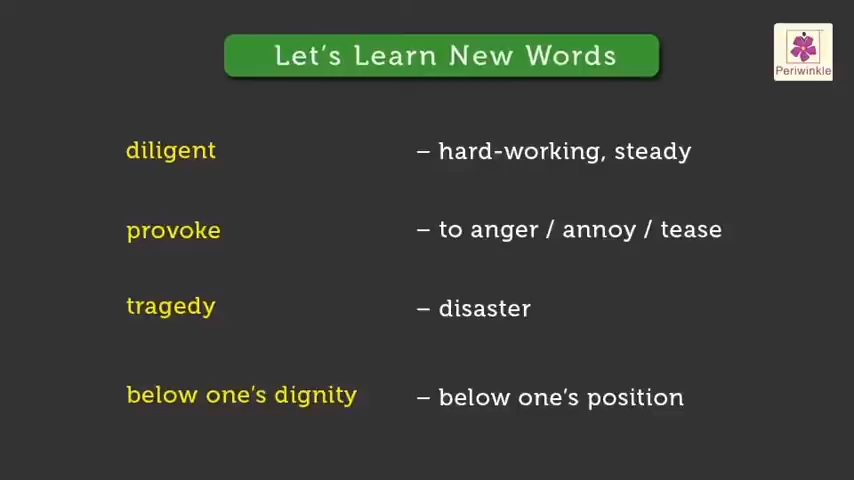 Let's Learn New Words
Periwinkle
diligent – hard-working, steady
provoke – to anger / annoy / tease
tragedy – disaster
below one's dignity – below one's position